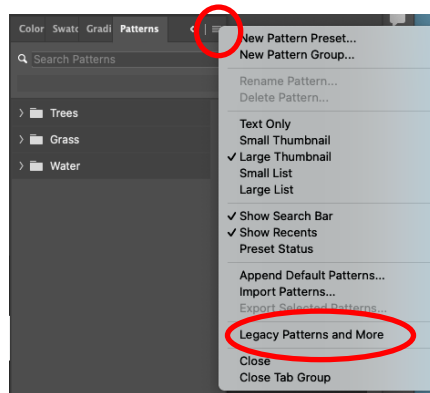 Color Swatc Gradi Patterns
Search Patterns
Trees
Grass
Water
New Pattern Preset...
New Pattern Group...
Rename Pattern...
Delete Pattern...
Text Only
Small Thumbnail
Large Thumbnail
Small List
Large List
Show Search Bar
Show Recents
Preset Status
Append Default Patterns...
Import Patterns...
Export Selected Patterns...
Legacy Patterns and More
Close
Close Tab Group